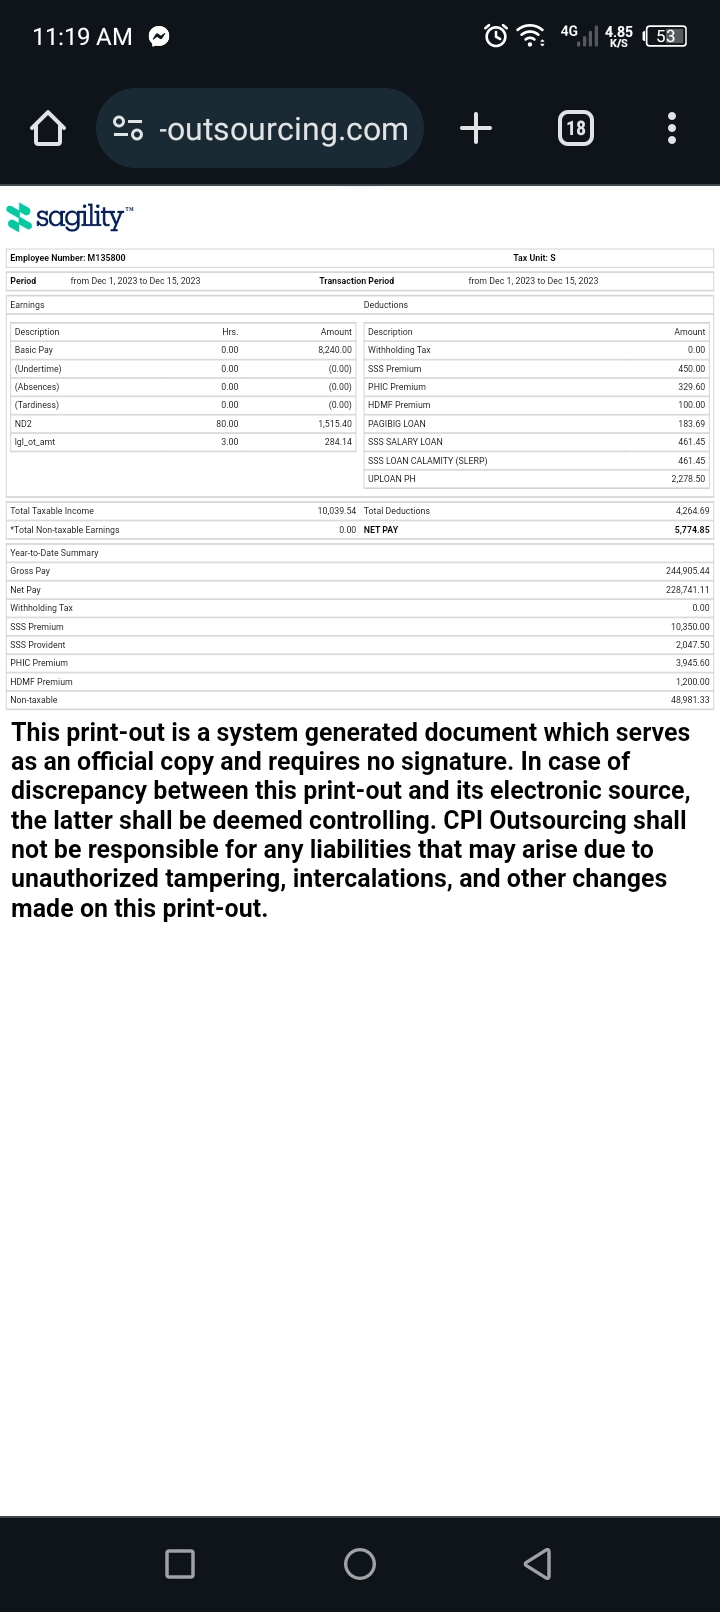 11:19 AM 4G 4.85 K/S 53
-outsourcing.com 18
sagility™
Employee Number: M135800 Tax Unit: S
Period from Dec 1, 2023 to Dec 15, 2023 Transaction Period from Dec 1, 2023 to Dec 15, 2023
Earnings Deductions
Description Hrs. Amount Description Amount
Basic Pay 0.00 8,240.00 Withholding Tax 0.00
(Undertime) 0.00 (0.00) SSS Premium 450.00
(Absences) 0.00 (0.00) PHIC Premium 329.60
(Tardiness) 0.00 (0.00) HDMF Premium 100.00
ND2 80.00 1,515.40 PAGIBIG LOAN 183.69
lgl_ot_amt 3.00 284.14 SSS SALARY LOAN 461.45
SSS LOAN CALAMITY (SLERP) 461.45
UPLOAN PH 2,278.50
Total Taxable Income 10,039.54 Total Deductions 4,264.69
*Total Non-taxable Earnings 0.00 NET PAY 5,774.85
Year-to-Date Summary
Gross Pay 244,905.44
Net Pay 228,741.11
Withholding Tax 0.00
SSS Premium 10,350.00
SSS Provident 2,047.50
PHIC Premium 3,945.60
HDMF Premium 1,200.00
Non-taxable 48,981.33
This print-out is a system generated document which serves
as an official copy and requires no signature. In case of
discrepancy between this print-out and its electronic source,
the latter shall be deemed controlling. CPI Outsourcing shall
not be responsible for any liabilities that may arise due to
unauthorized tampering, intercalations, and other changes
made on this print-out.